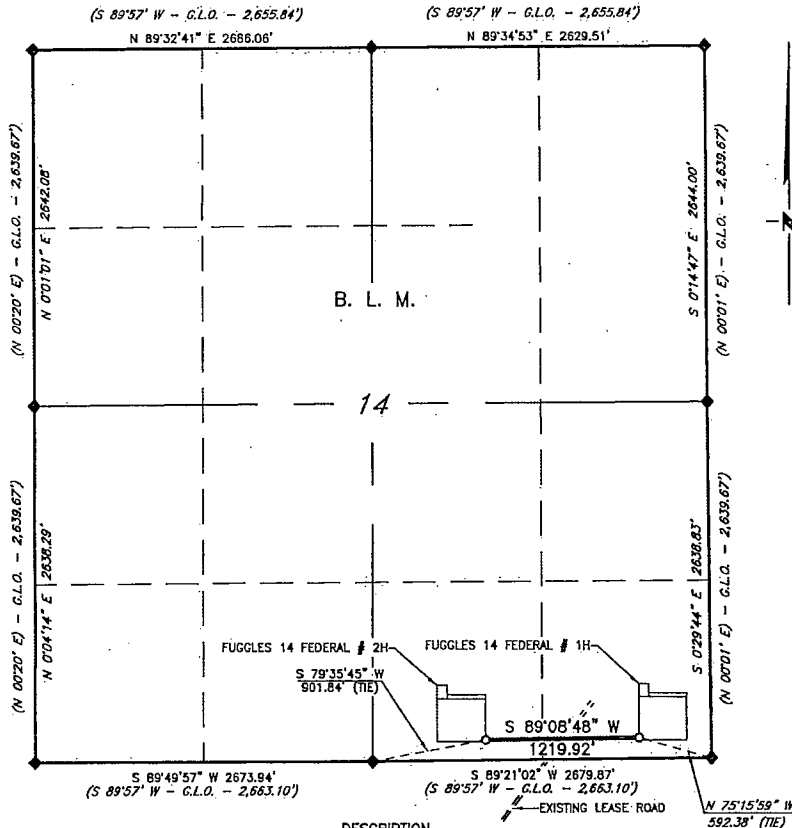 (S 89°57' W - G.L.O. - 2,655.84')
N 89°32'41" E 2686.06'
(S 89°57' W - G.L.O. - 2,655.84')
N 89°34'53" E 2629.51'
(N 00°20' E) - G.L.O. - 2,639.67'
N 0°01'01" E 2642.08'
S 0°14'47" E 2644.00'
(N 00°01' E) - G.L.O. - 2,639.67'
N
B. L. M.
14
(N 00°20' E) - G.L.O. - 2,639.67'
N 0°04'14" E 2638.29'
S 0°29'44" E 2638.83'
(N 00°01' E) - G.L.O. - 2,639.67'
FUGGLES 14 FEDERAL # 2H
FUGGLES 14 FEDERAL # 1H
S 79°35'45" W
901.84' (TIE)
S 89°08'48" W
1219.92'
S 89°49'57" W 2673.94'
(S 89°57' W - G.L.O. - 2,663.10')
S 89°21'02" W 2679.87'
(S 89°57' W - G.L.O. - 2,663.10')
EXISTING LEASE ROAD
N 75°15'59" W
592.38' (TIE)
DESCRIPTION